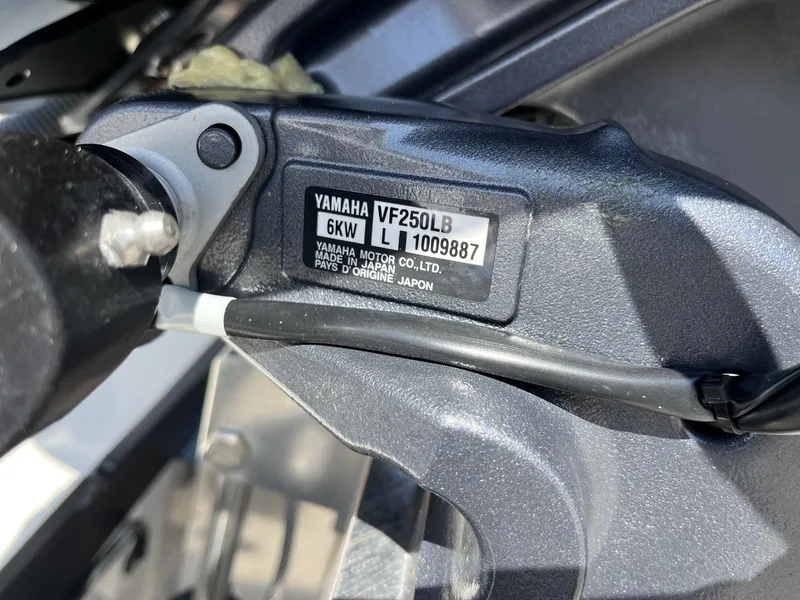 YAMAHA VF250LB
6KW L 1009887
YAMAHA MOTOR CO.,LTD.
MADE IN JAPAN
PAYS D'ORIGINE JAPON